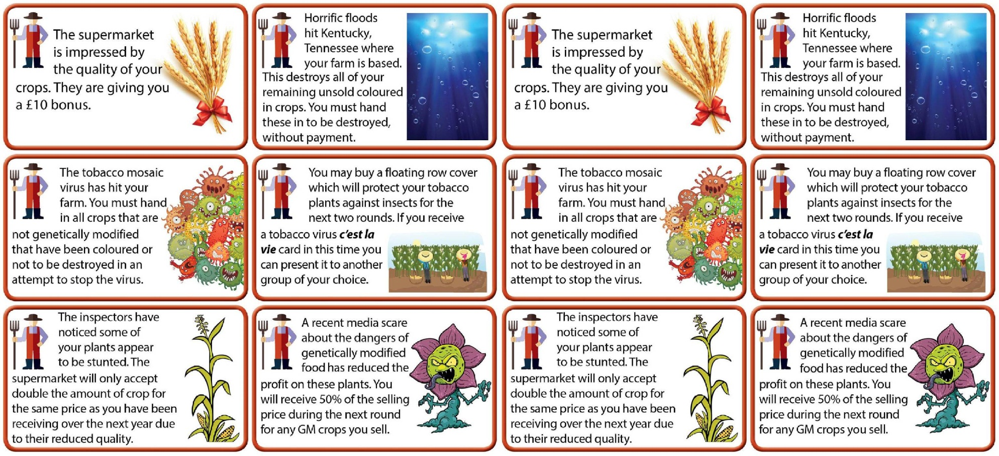 The supermarket
is impressed by
the quality of your
crops. They are giving you
a £10 bonus.
Horrific floods
hit Kentucky,
Tennessee where
your farm is based.
This destroys all of your
remaining unsold coloured
in crops. You must hand
these in to be destroyed,
without payment.
The supermarket
is impressed by
the quality of your
crops. They are giving you
a £10 bonus.
Horrific floods
hit Kentucky,
Tennessee where
your farm is based.
This destroys all of your
remaining unsold coloured
in crops. You must hand
these in to be destroyed,
without payment.
The tobacco mosaic
virus has hit your
farm. You must hand
in all crops that are
not genetically modified
that have been coloured or
not to be destroyed in an
attempt to stop the virus.
You may buy a floating row cover
which will protect your tobacco
plants against insects for the
next two rounds. If you receive
a tobacco virus c'est la
vie card in this time you
can present it to another
group of your choice.
The tobacco mosaic
virus has hit your
farm. You must hand
in all crops that are
not genetically modified
that have been coloured or
not to be destroyed in an
attempt to stop the virus.
You may buy a floating row cover
which will protect your tobacco
plants against insects for the
next two rounds. If you receive
a tobacco virus c'est la
vie card in this time you
can present it to another
group of your choice.
The inspectors have
noticed some of
your plants appear
to be stunted. The
supermarket will only accept
double the amount of crop for
the same price as you have been
receiving over the next year due
to their reduced quality.
A recent media scare
about the dangers of
genetically modified
food has reduced the
profit on these plants. You
will receive 50% of the selling
price during the next round
for any GM crops you sell.
The inspectors have
noticed some of
your plants appear
to be stunted. The
supermarket will only accept
double the amount of crop for
the same price as you have been
receiving over the next year due
to their reduced quality.
A recent media scare
about the dangers of
genetically modified
food has reduced the
profit on these plants. You
will receive 50% of the selling
price during the next round
for any GM crops you sell.